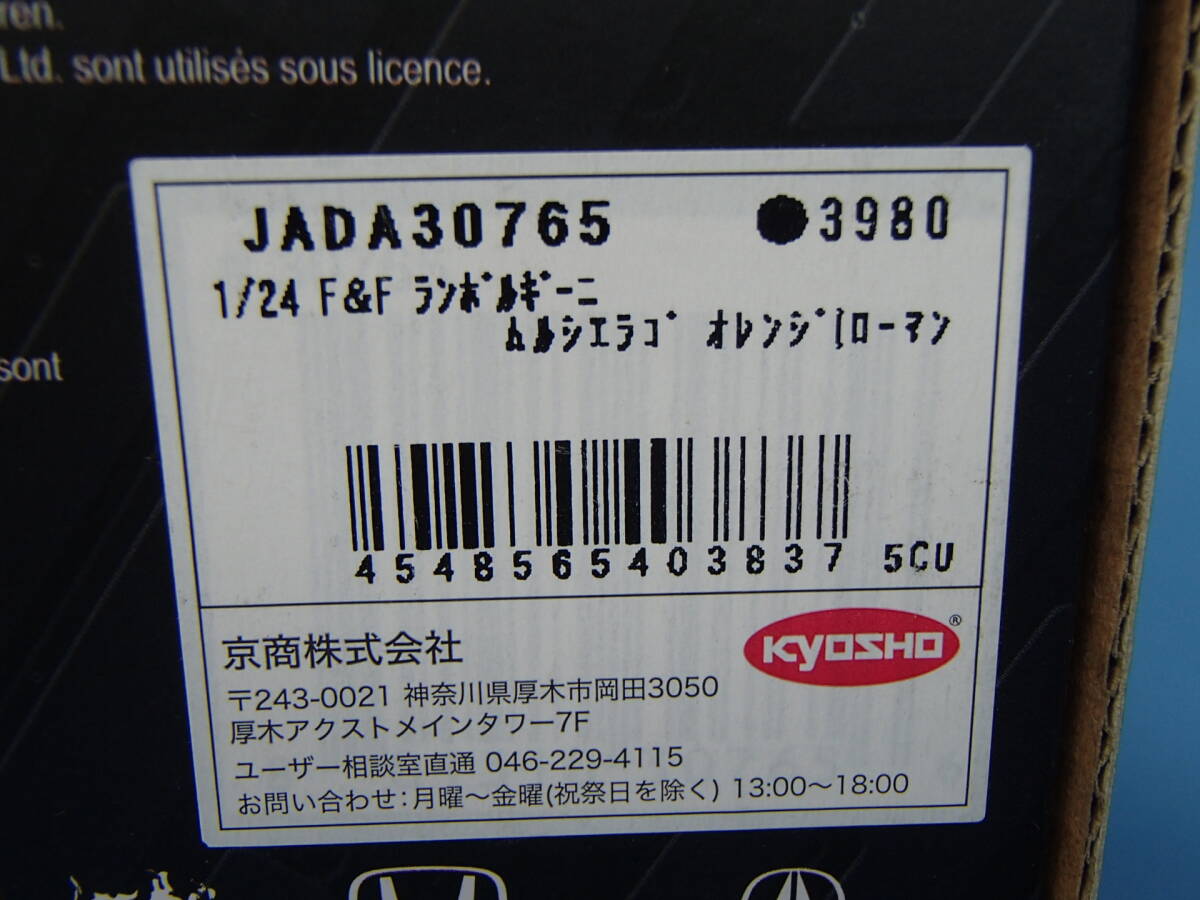 ren.
Ltd. sont utilisés sous licence.
sont
JADA30765 ●3980
1/24 F&F ﾗﾝﾎﾞﾙｷﾞｰﾆ
ﾑﾙｼｴﾗｺﾞ ｵﾚﾝｼﾞ(ﾛｰﾏﾝ
4548565403837 5CU
京商株式会社
KYOSHO®
〒243-0021 神奈川県厚木市岡田3050
厚木アクストメインタワー7F
ユーザー相談室直通 046-229-4115
お問い合わせ:月曜～金曜(祝祭日を除く) 13:00～18:00